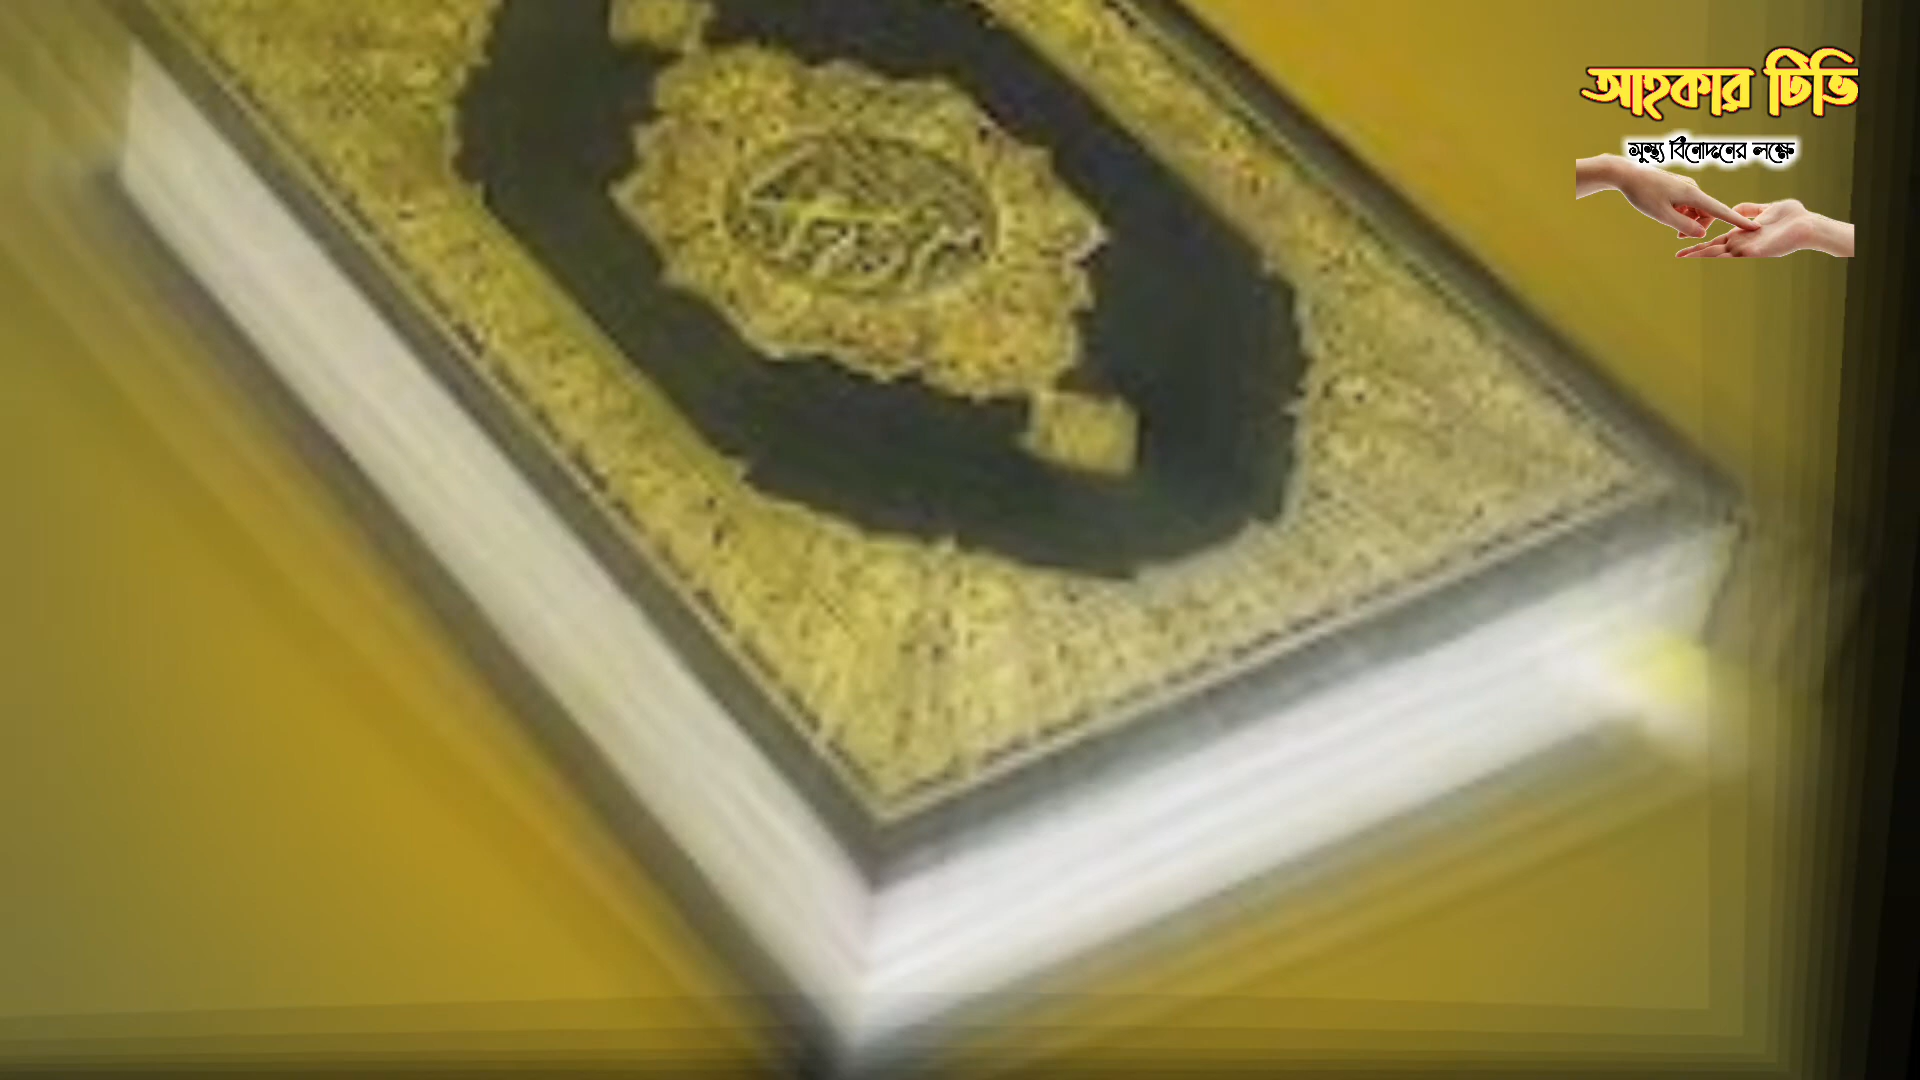 আহকার টিভি
সুস্থ্য বিনোদনের লক্ষে